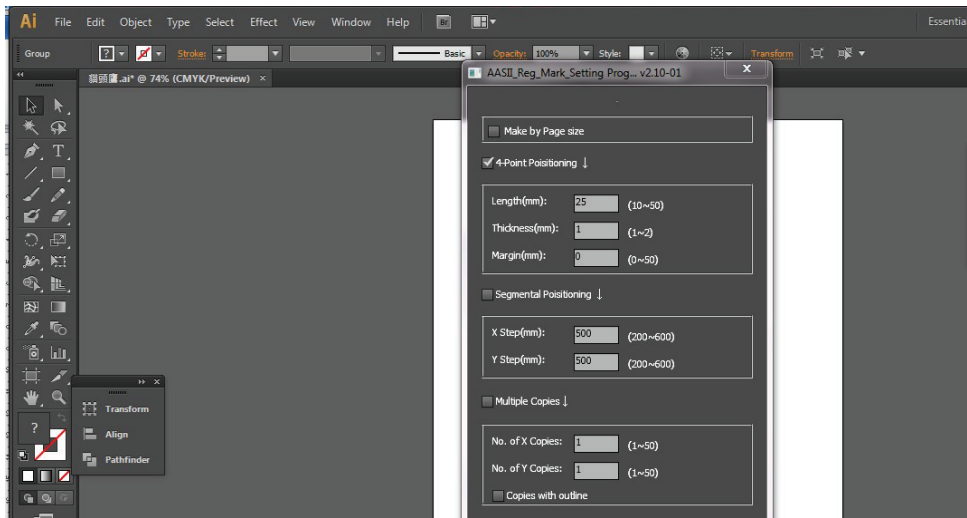 Ai File Edit Object Type Select Effect View Window Help Br Essentia
Group ? Stroke: Basic Opacity: 100% Style: Transform
貓頭鷹.ai* @ 74% (CMYK/Preview) ×
AASII_Reg_Mark_Setting Prog... v2.10-01 x
Make by Page size
4-Point Poisitioning ↓
Length(mm): 25 (10~50)
Thickness(mm): 1 (1~2)
Margin(mm): 0 (0~50)
Segmental Poisitioning ↓
X Step(mm): 500 (200~600)
Y Step(mm): 500 (200~600)
Multiple Copies ↓
No. of X Copies: 1 (1~50)
No. of Y Copies: 1 (1~50)
Copies with outline
T
?
Transform
Align
Pathfinder